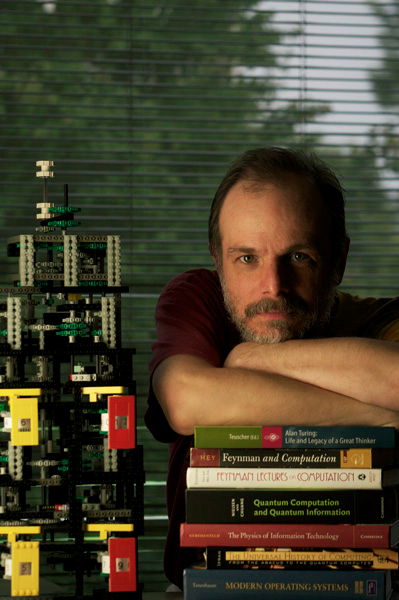 Teuscher Ed.
Alan Turing:
Life and Legacy of a Great Thinker
HEY
Feynman and Computation
FEYNMAN LECTURES ON COMPUTATION
NIELSEN
CHUANG
Quantum Computation
and Quantum Information
GERSHENFELD
The Physics of Information Technology
CAMBRIDGE
THE UNIVERSAL HISTORY OF COMPUTING
FROM THE ABACUS TO THE QUANTUM COMPUTER
Tanenbaum
MODERN OPERATING SYSTEMS